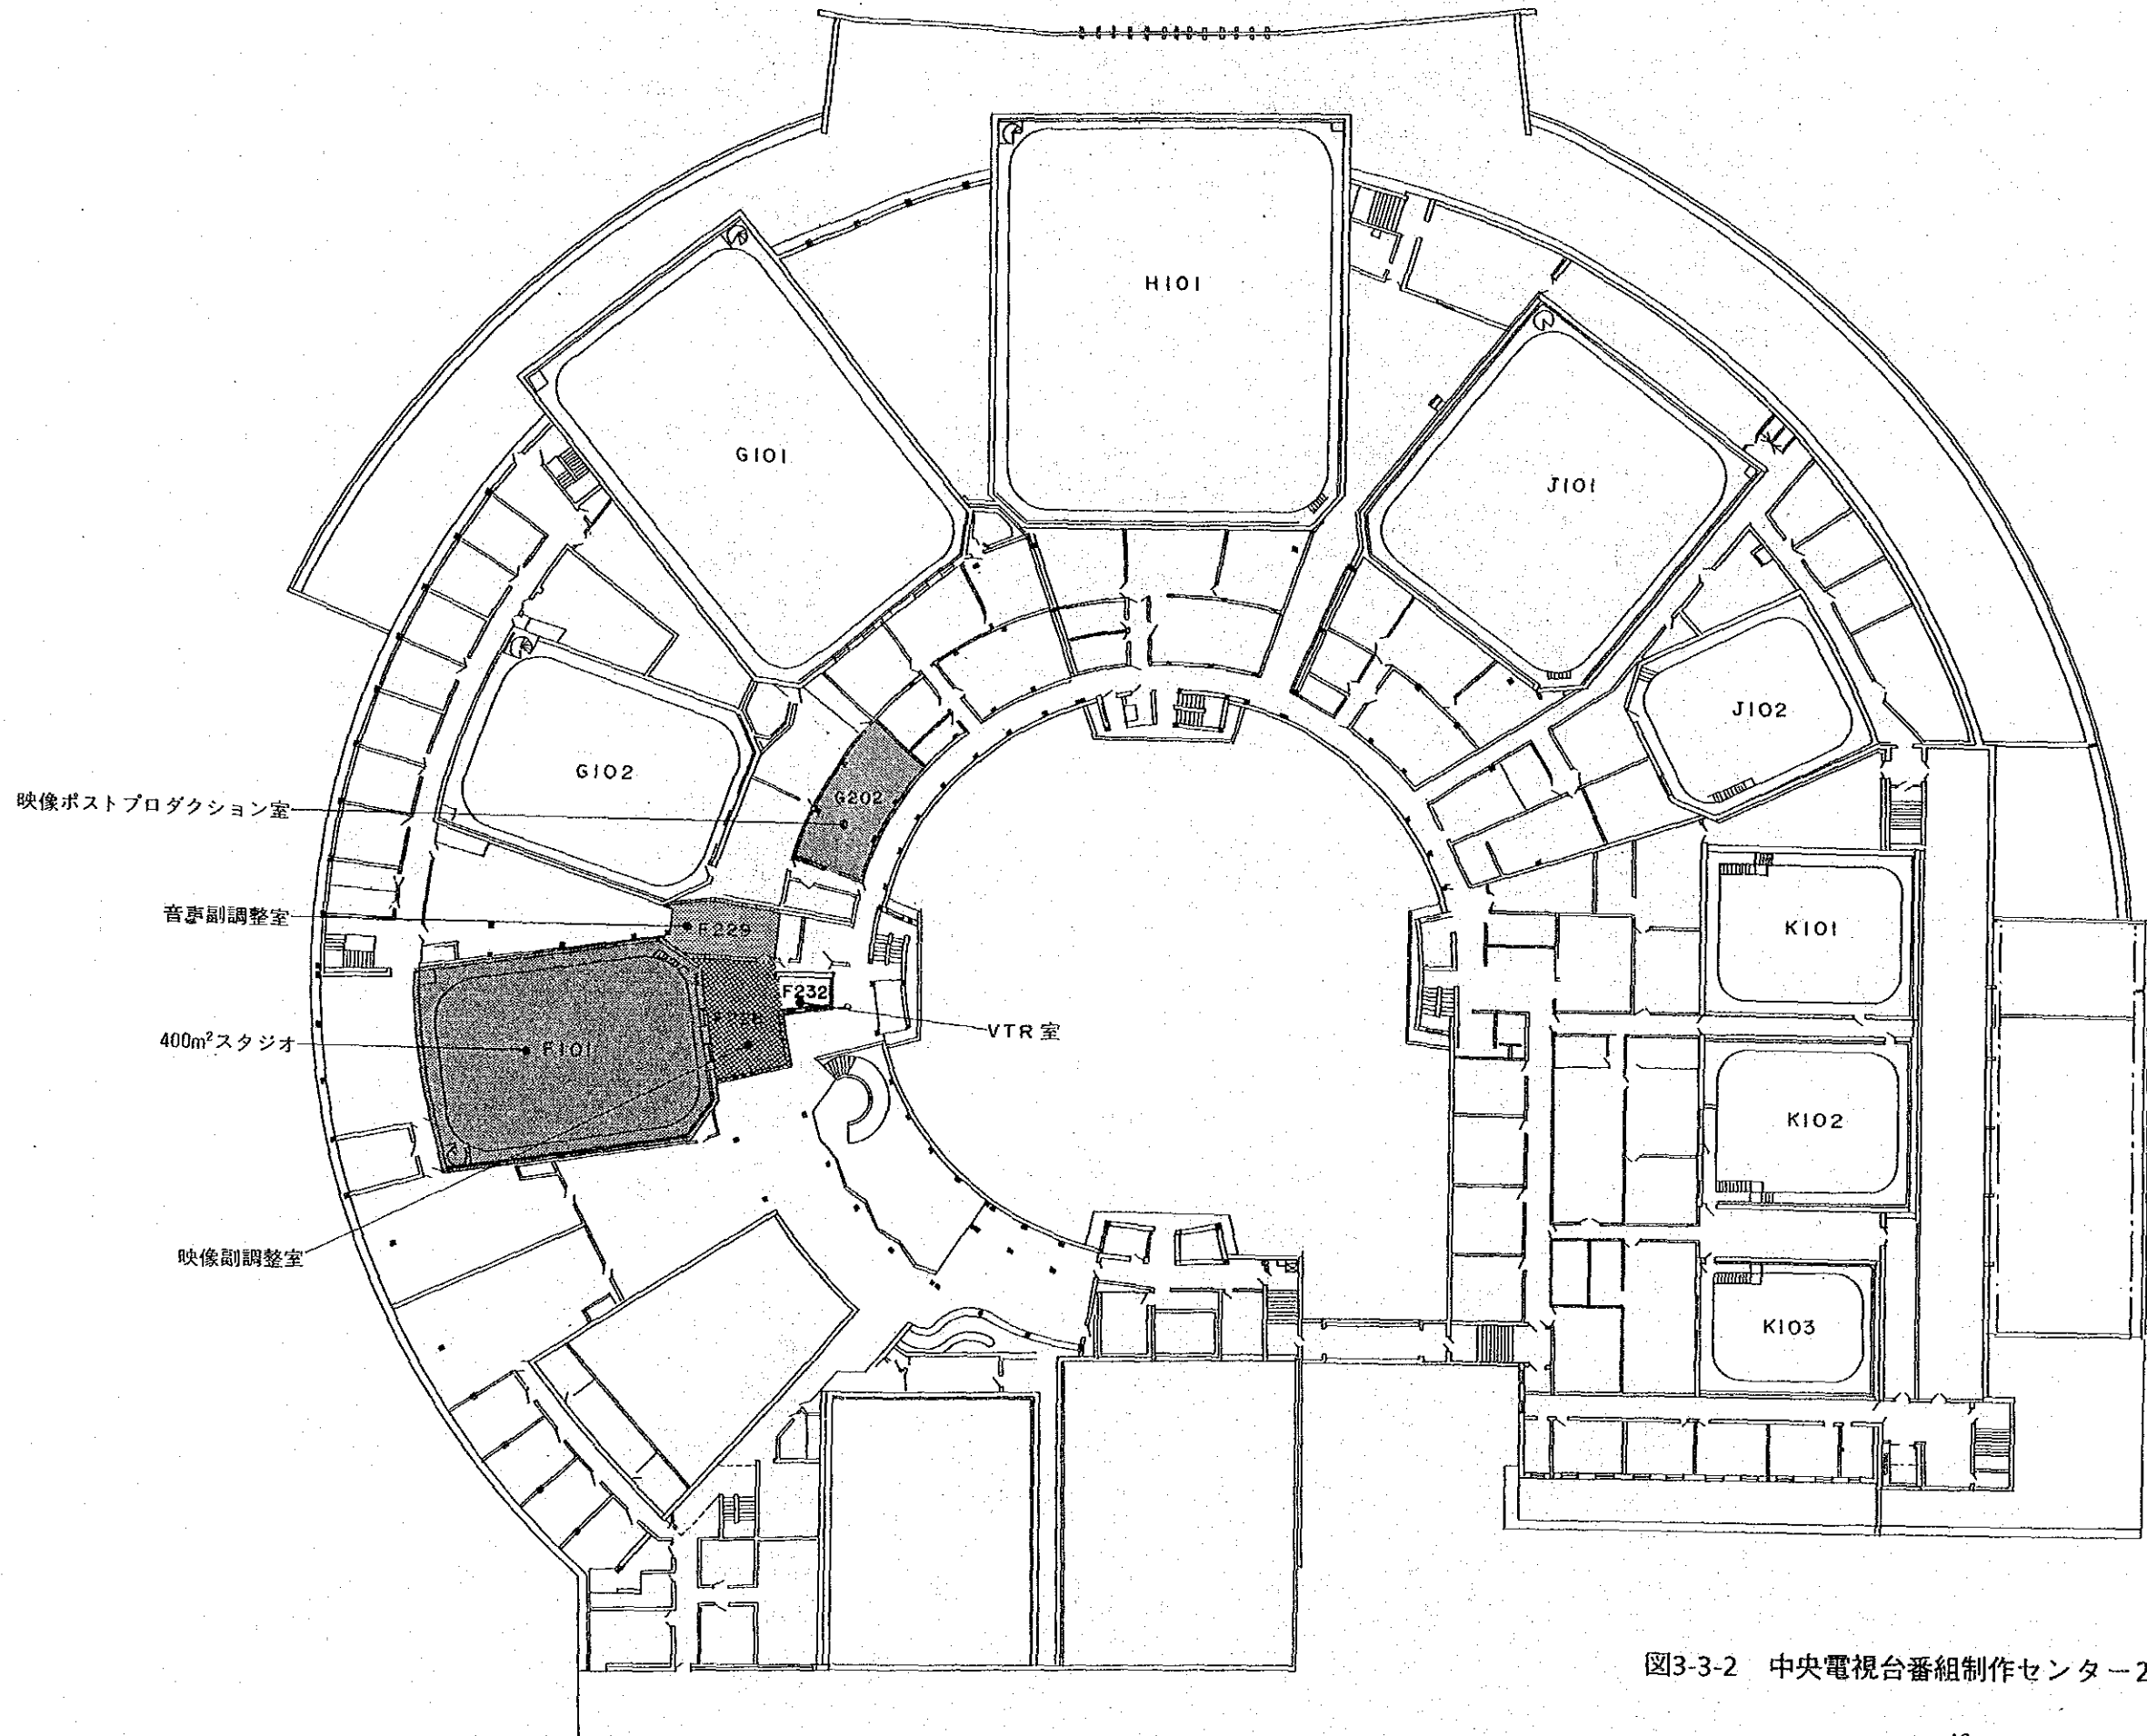 H101
G101
J101
J102
G102
映像ポストプロダクション室
G202
音声副調整室
F229
K101
F232
VTR室
400m²スタジオ
F101
K102
映像副調整室
K103
図3-3-2 中央電視台番組制作センター2